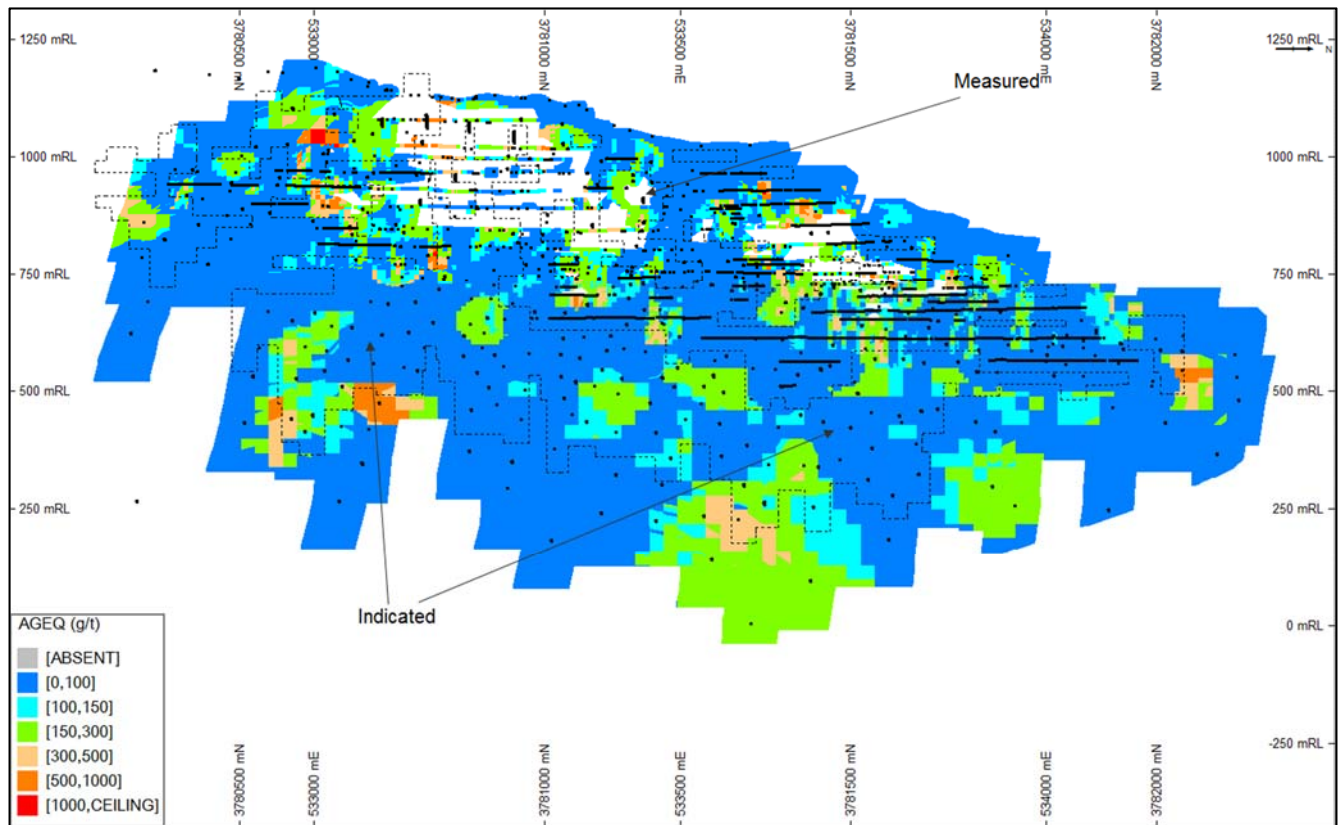 3780500 mN
533000 mE
3781000 mN
533500 mE
3781500 mN
534000 mE
3782000 mN
1250 mRL
1250 mRL
N
Measured
1000 mRL
1000 mRL
750 mRL
750 mRL
500 mRL
500 mRL
250 mRL
250 mRL
Indicated
0 mRL
AGEQ (g/t)
[ABSENT]
[0,100]
[100,150]
[150,300]
[300,500]
[500,1000]
[1000,CEILING]
-250 mRL
3780500 mN
533000 mE
3781000 mN
533500 mE
3781500 mN
534000 mE
3782000 mN